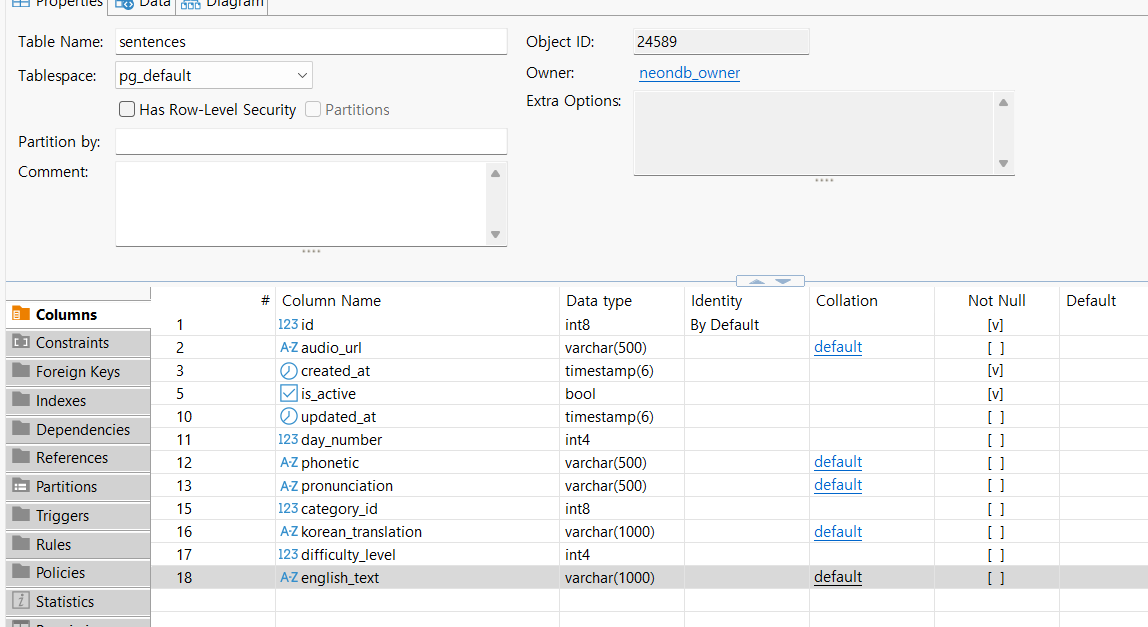 Properties Data Diagram
Table Name: sentences Object ID: 24589
Tablespace: pg_default Owner: neondb_owner
Has Row-Level Security Partitions Extra Options:
Partition by:
Comment:
Columns
Constraints
Foreign Keys
Indexes
Dependencies
References
Partitions
Triggers
Rules
Policies
Statistics
# Column Name Data type Identity Collation Not Null Default
1 123 id int8 By Default [v]
2 A-Z audio_url varchar(500) default [ ]
3 created_at timestamp(6) [v]
5 is_active bool [v]
10 updated_at timestamp(6) [ ]
11 123 day_number int4 [ ]
12 A-Z phonetic varchar(500) default [ ]
13 A-Z pronunciation varchar(500) default [ ]
15 123 category_id int8 [ ]
16 A-Z korean_translation varchar(1000) default [ ]
17 123 difficulty_level int4 [ ]
18 A-Z english_text varchar(1000) default [ ]